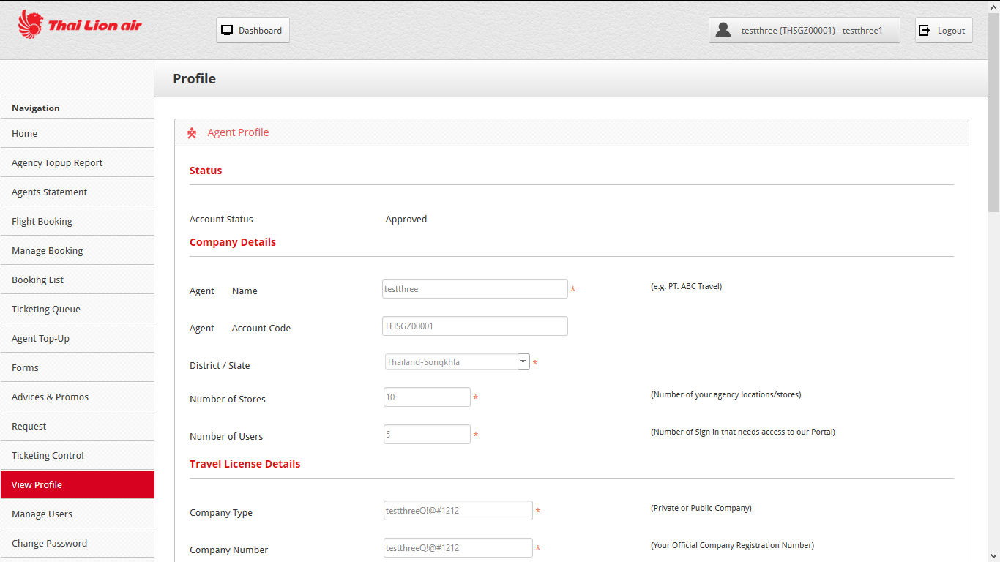 Thai Lion air
Dashboard
testthree (THSGZ00001) - testthree1
Logout
Profile
Navigation
Home
Agency Topup Report
Agents Statement
Flight Booking
Manage Booking
Booking List
Ticketing Queue
Agent Top-Up
Forms
Advices & Promos
Request
Ticketing Control
View Profile
Manage Users
Change Password
Agent Profile
Status
Account Status Approved
Company Details
Agent Name testthree * (e.g. PT. ABC Travel)
Agent Account Code THSGZ00001
District / State Thailand-Songkhla *
Number of Stores 10 * (Number of your agency locations/stores)
Number of Users 5 * (Number of Sign in that needs access to our Portal)
Travel License Details
Company Type testthreeQ!@#1212 * (Private or Public Company)
Company Number testthreeQ!@#1212 * (Your Official Company Registration Number)